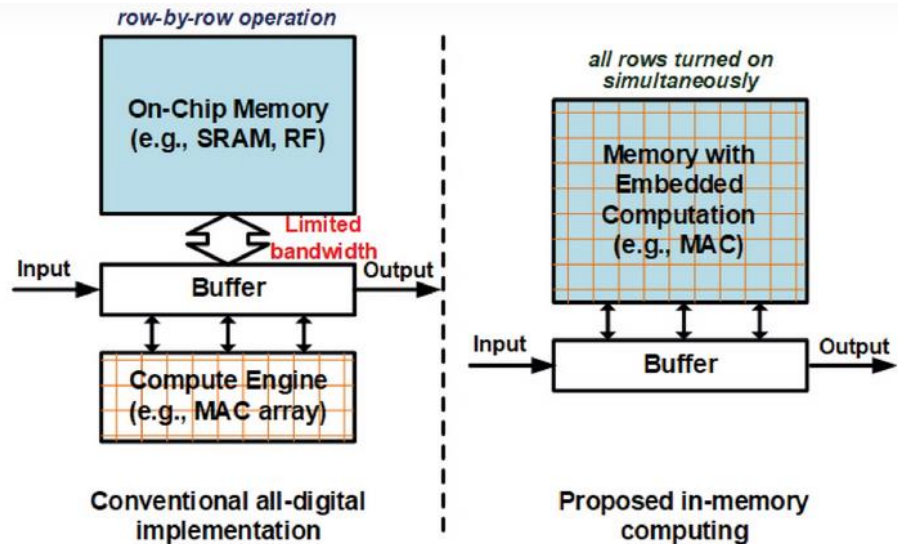 row-by-row operation
On-Chip Memory
(e.g., SRAM, RF)
Limited
bandwidth
Input
Buffer
Output
Compute Engine
(e.g., MAC array)
Conventional all-digital
implementation
all rows turned on
simultaneously
Memory with
Embedded
Computation
(e.g., MAC)
Input
Buffer
Output
Proposed in-memory
computing